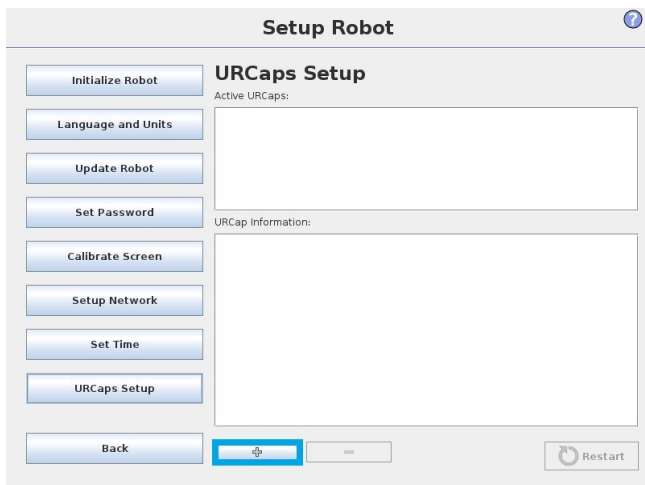 Setup Robot
?
Initialize Robot
Language and Units
Update Robot
Set Password
Calibrate Screen
Setup Network
Set Time
URCaps Setup
Back
URCaps Setup
Active URCaps:
URCap Information:
Restart